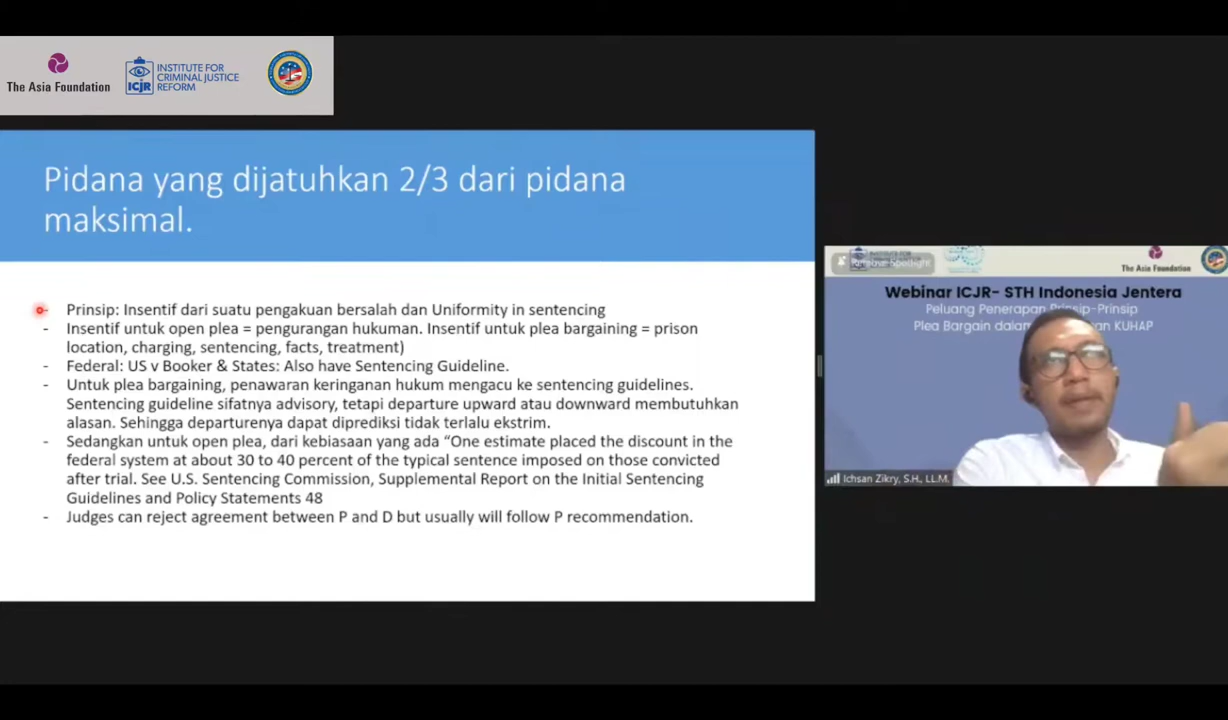 The Asia Foundation
ICJR
INSTITUTE FOR
CRIMINAL JUSTICE
REFORM
Pidana yang dijatuhkan 2/3 dari pidana
maksimal.
- Prinsip: Insentif dari suatu pengakuan bersalah dan Uniformity in sentencing
- Insentif untuk open plea = pengurangan hukuman. Insentif untuk plea bargaining = prison
location, charging, sentencing, facts, treatment)
- Federal: US v Booker & States: Also have Sentencing Guideline.
- Untuk plea bargaining, penawaran keringanan hukum mengacu ke sentencing guidelines.
Sentencing guideline sifatnya advisory, tetapi departure upward atau downward membutuhkan
alasan. Sehingga departurenya dapat diprediksi tidak terlalu ekstrim.
- Sedangkan untuk open plea, dari kebiasaan yang ada “One estimate placed the discount in the
federal system at about 30 to 40 percent of the typical sentence imposed on those convicted
after trial. See U.S. Sentencing Commission, Supplemental Report on the Initial Sentencing
Guidelines and Policy Statements 48
- Judges can reject agreement between P and D but usually will follow P recommendation.
The Asia Foundation
Webinar ICJR- STH Indonesia Jentera
Peluang Penerapan Prinsip-Prinsip
Plea Bargain dalam KUHAP
Ichsan Zikry, S.H., LL.M.